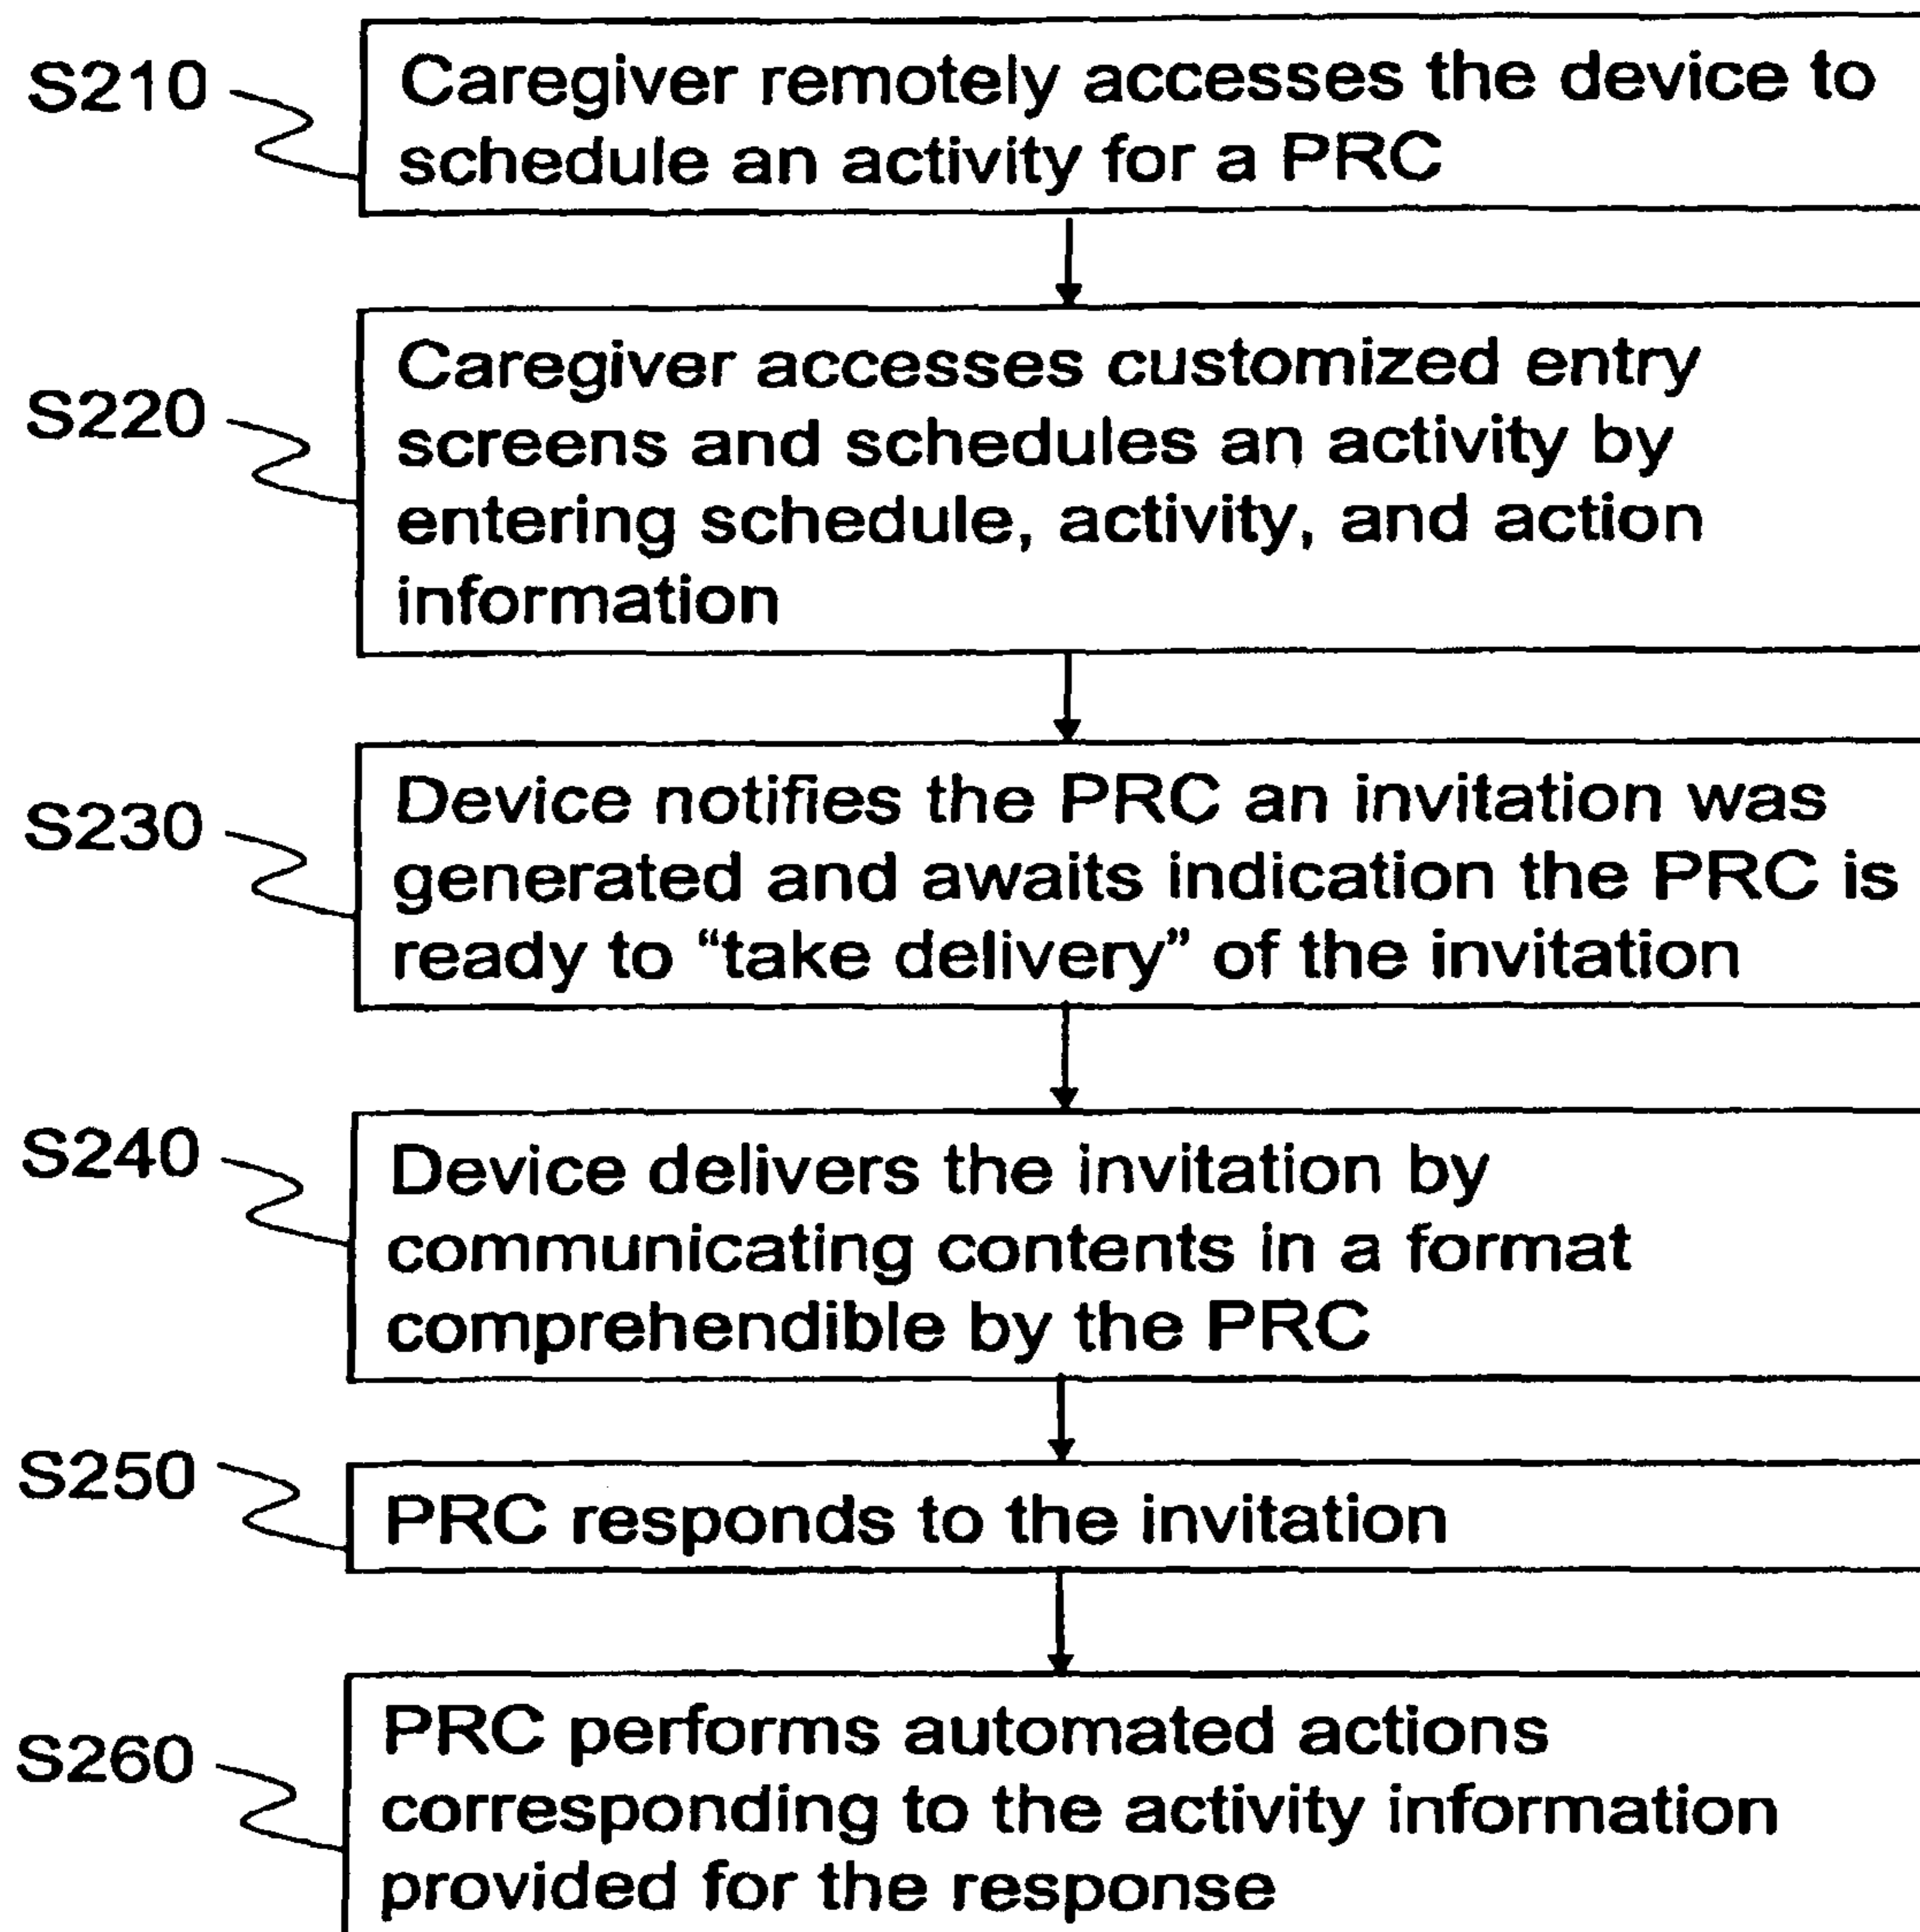 S210
Caregiver remotely accesses the device to
schedule an activity for a PRC
S220
Caregiver accesses customized entry
screens and schedules an activity by
entering schedule, activity, and action
information
S230
Device notifies the PRC an invitation was
generated and awaits indication the PRC is
ready to “take delivery” of the invitation
S240
Device delivers the invitation by
communicating contents in a format
comprehendible by the PRC
S250
PRC responds to the invitation
S260
PRC performs automated actions
corresponding to the activity information
provided for the response